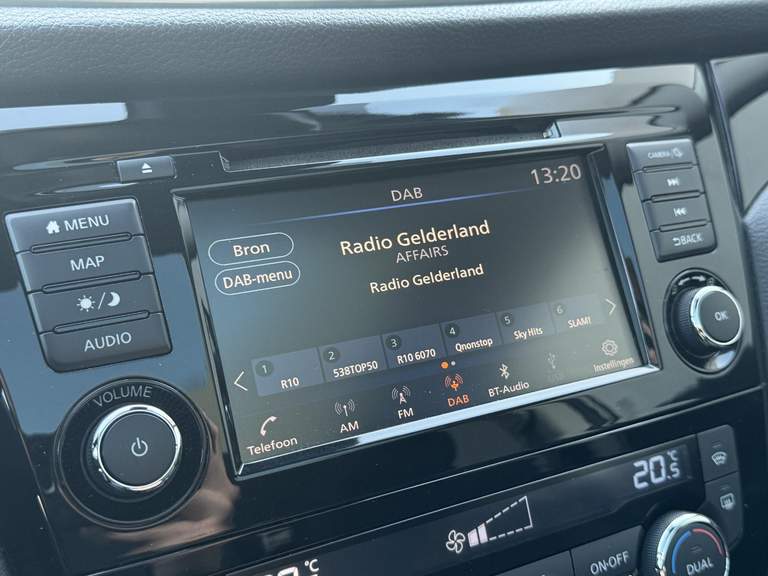 DAB
13:20
Bron
DAB-menu
Radio Gelderland
AFFAIRS
Radio Gelderland
1 R10
2 538TOP50
3 R10 6070
4 Qnonstop
5 Sky Hits
6 SLAM!
Telefoon
AM
FM
DAB
BT-Audio
Instellingen
MENU
MAP
/
AUDIO
VOLUME
CAMERA
BACK
OK
20.5
°C
°C
ON·OFF
DUAL